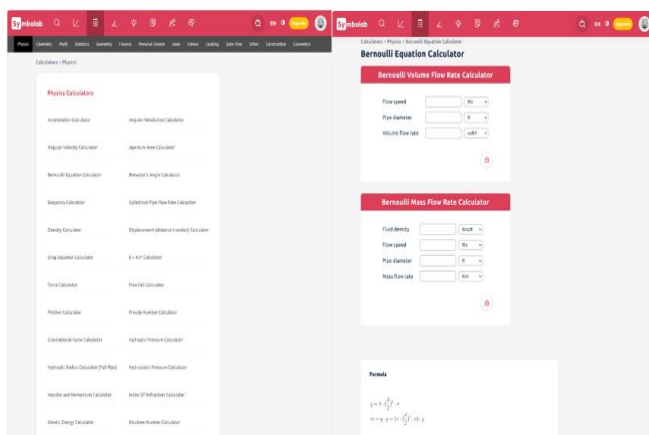 Symbolab
Physics Chemistry Math Statistics Geometry Finance Personal Finance Sales Fitness Cooking Date time Other Construction Converters
Calculators > Physics
Physics Calculators
Acceleration Calculator
Angular Resolution Calculator
Angular Velocity Calculator
Aperture Area Calculator
Bernoulli Equation Calculator
Brewster's Angle Calculator
Buoyancy Calculator
Cylindrical Pipe Flow Rate Calculator
Density Calculator
Displacement (distance traveled) Calculator
Drag Equation Calculator
E = mc² Calculator
Force Calculator
Free Fall Calculator
Friction Calculator
Froude Number Calculator
Gravitational Force Calculator
Hydraulic Pressure Calculator
Hydraulic Radius Calculator (Full Pipe)
Hydrostatic Pressure Calculator
Impulse and Momentum Calculator
Index Of Refraction Calculator
Kinetic Energy Calculator
Knudsen Number Calculator
Symbolab
EN
Calculators > Physics > Bernoulli Equation Calculator
Bernoulli Equation Calculator
Bernoulli Volume Flow Rate Calculator
Flow speed ft/s
Pipe diameter ft
Volume flow rate
Bernoulli Mass Flow Rate Calculator
Fluid density
Flow speed ft/s
Pipe diameter ft
Mass flow rate
Formula